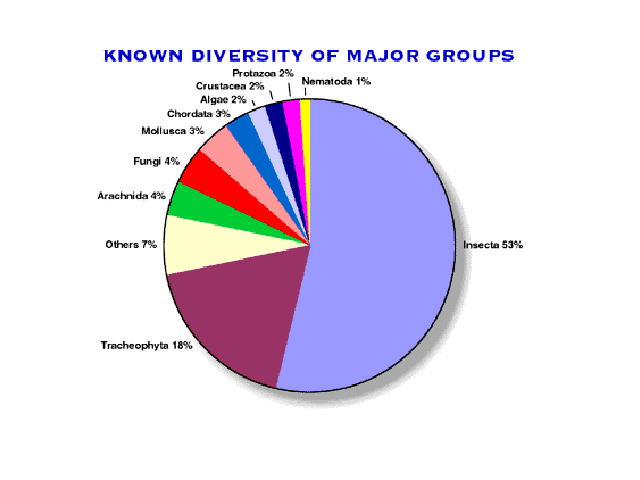 KNOWN DIVERSITY OF MAJOR GROUPS
Protazoa 2%
Nematoda 1%
Crustacea 2%
Algae 2%
Chordata 3%
Mollusca 3%
Fungi 4%
Arachnida 4%
Others 7%
Insecta 53%
Tracheophyta 18%